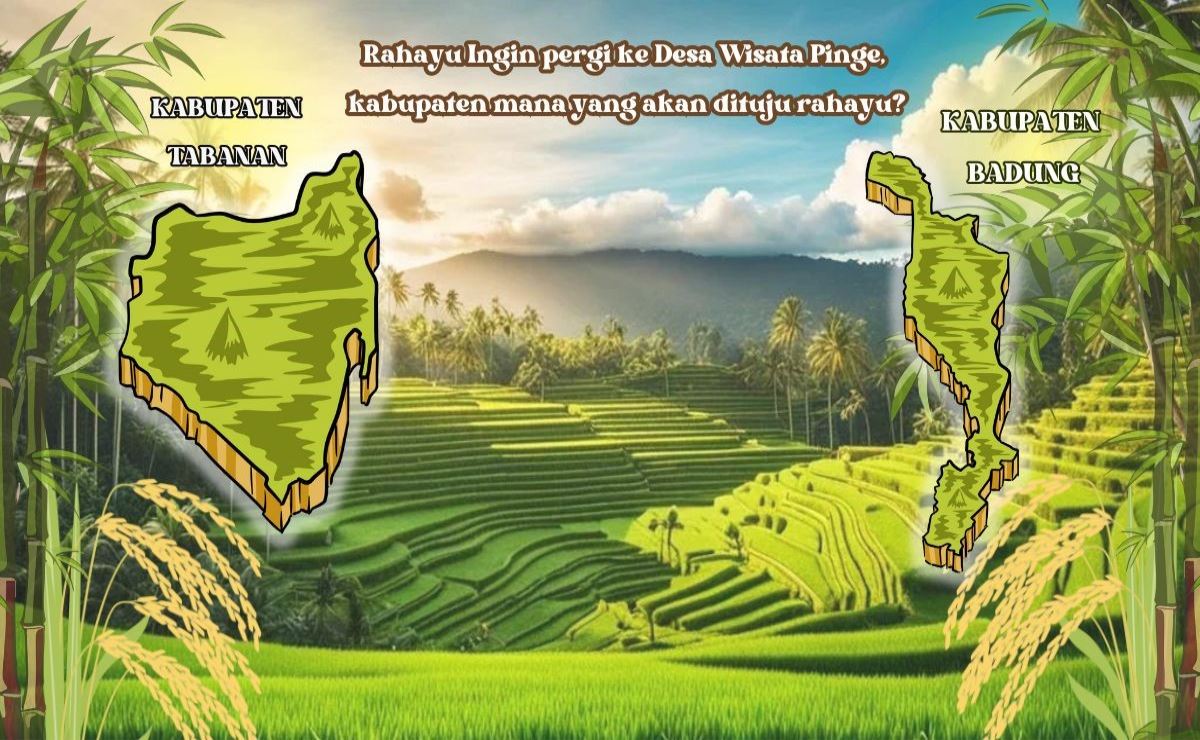 Rahayu Ingin pergi ke Desa Wisata Pinge,
kabupaten mana yang akan dituju rahayu?
KABUPATEN
TABANAN
KABUPATEN
BADUNG